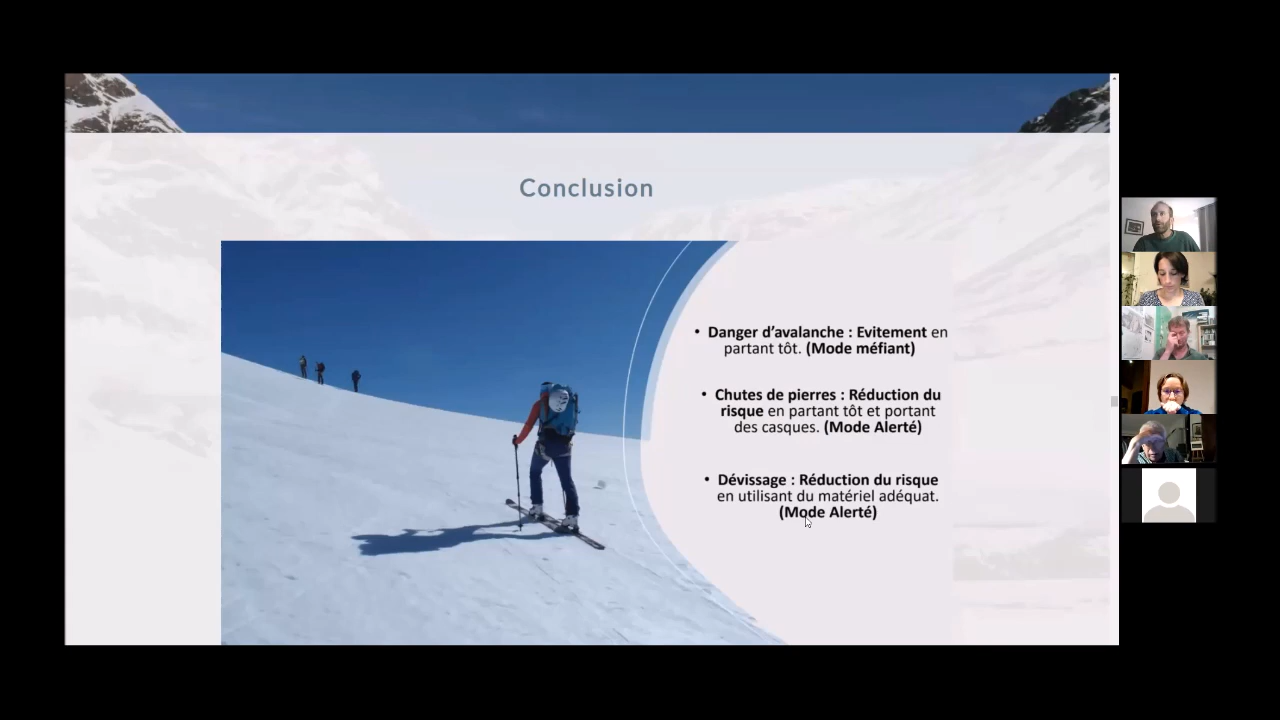 Conclusion
• Danger d’avalanche : Evitement en
partant tôt. (Mode méfiant)
• Chutes de pierres : Réduction du
risque en partant tôt et portant
des casques. (Mode Alerté)
• Dévissage : Réduction du risque
en utilisant du matériel adéquat.
(Mode Alerté)